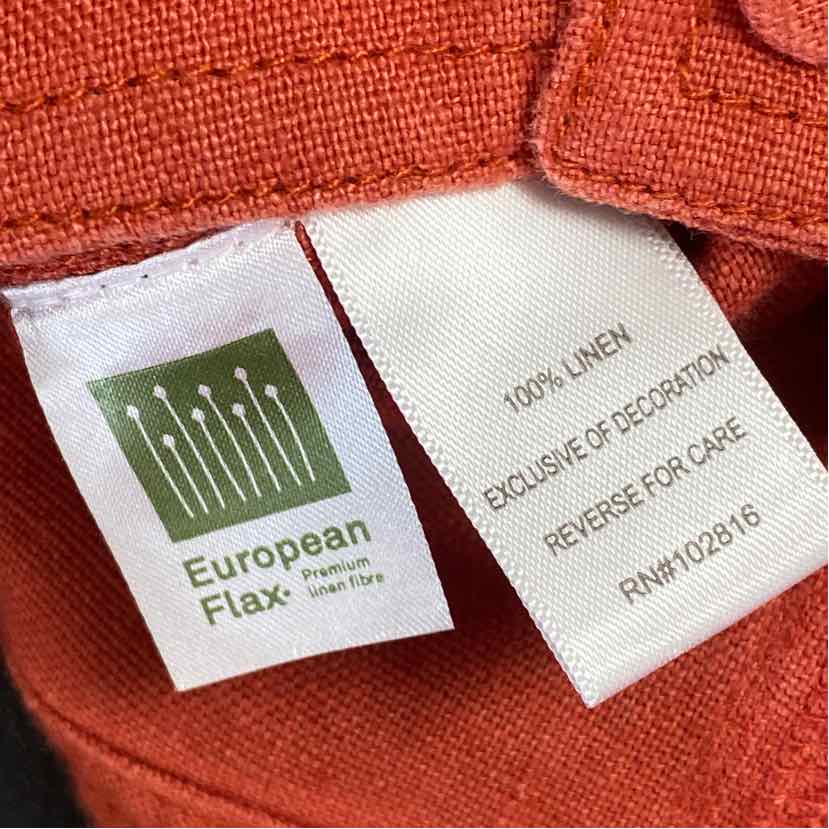 European
Flax.
Premium
linen fibre
100% LINEN
EXCLUSIVE OF DECORATION
REVERSE FOR CARE
RN#102816